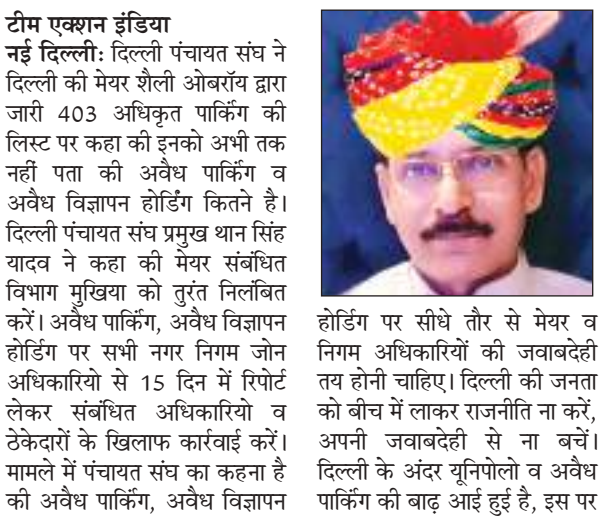 टीम एक्शन इंडिया
नई दिल्ली: दिल्ली पंचायत संघ ने
दिल्ली की मेयर शैली ओबरॉय द्वारा
जारी 403 अधिकृत पार्किंग की
लिस्ट पर कहा की इनको अभी तक
नहीं पता की अवैध पार्किंग व
अवैध विज्ञापन होर्डिंग कितने है।
दिल्ली पंचायत संघ प्रमुख थान सिंह
यादव ने कहा की मेयर संबंधित
विभाग मुखिया को तुरंत निलंबित
करें। अवैध पार्किंग, अवैध विज्ञापन
होर्डिंग पर सभी नगर निगम जोन
अधिकारियो से 15 दिन में रिपोर्ट
लेकर संबंधित अधिकारियो व
ठेकेदारों के खिलाफ कार्रवाई करें।
मामले में पंचायत संघ का कहना है
की अवैध पार्किंग, अवैध विज्ञापन
होर्डिंग पर सीधे तौर से मेयर व
निगम अधिकारियों की जवाबदेही
तय होनी चाहिए। दिल्ली की जनता
को बीच में लाकर राजनीति ना करें,
अपनी जवाबदेही से ना बचें।
दिल्ली के अंदर यूनिपोलो व अवैध
पार्किंग की बाढ़ आई हुई है, इस पर